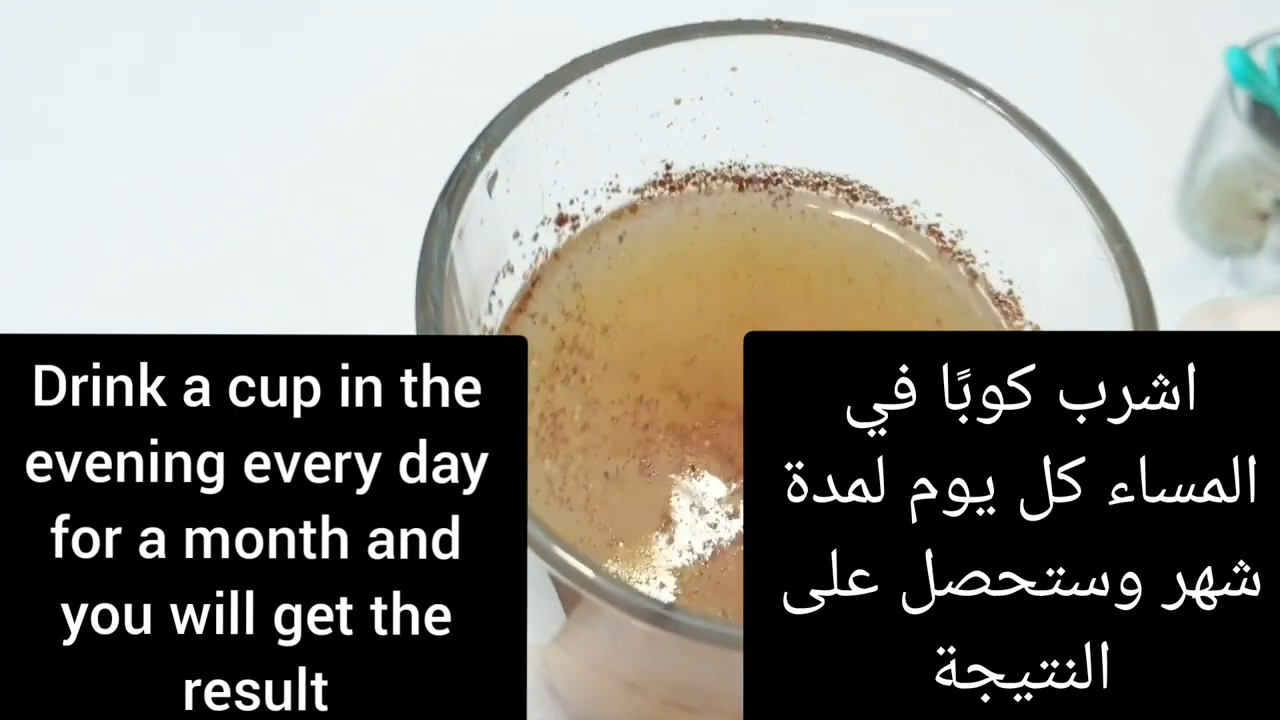 Drink a cup in the
evening every day
for a month and
you will get the
result
اشرب كوبًا في
المساء كل يوم لمدة
شهر وستحصل على
النتيجة